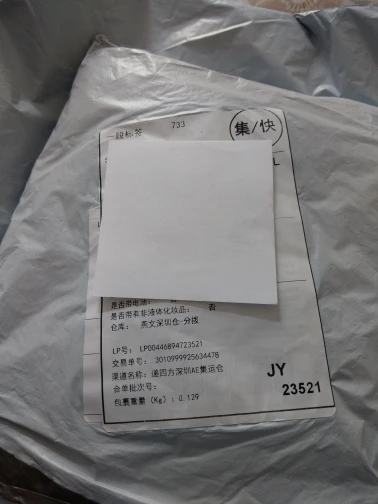 一段标签 733
集/快
L
是否带电池:
是否带有非液体化妆品: 否
仓库: 燕文深圳仓-分拨
LP号: LP00446894723521
交易单号: 3010999925634478
渠道名称: 递四方深圳AE集运仓
合单批次号:
包裹重量 (Kg) : 0.129
JY
23521